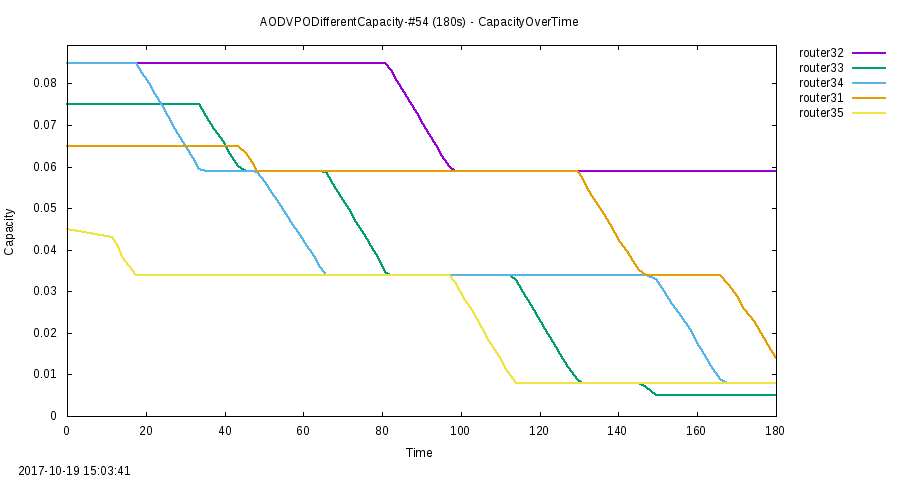 AODVPODifferentCapacity-#54 (180s) - CapacityOverTime
router32
router33
router34
router31
router35
0.08
0.07
0.06
0.05
0.04
0.03
0.02
0.01
0
Capacity
0 20 40 60 80 100 120 140 160 180
Time
2017-10-19 15:03:41